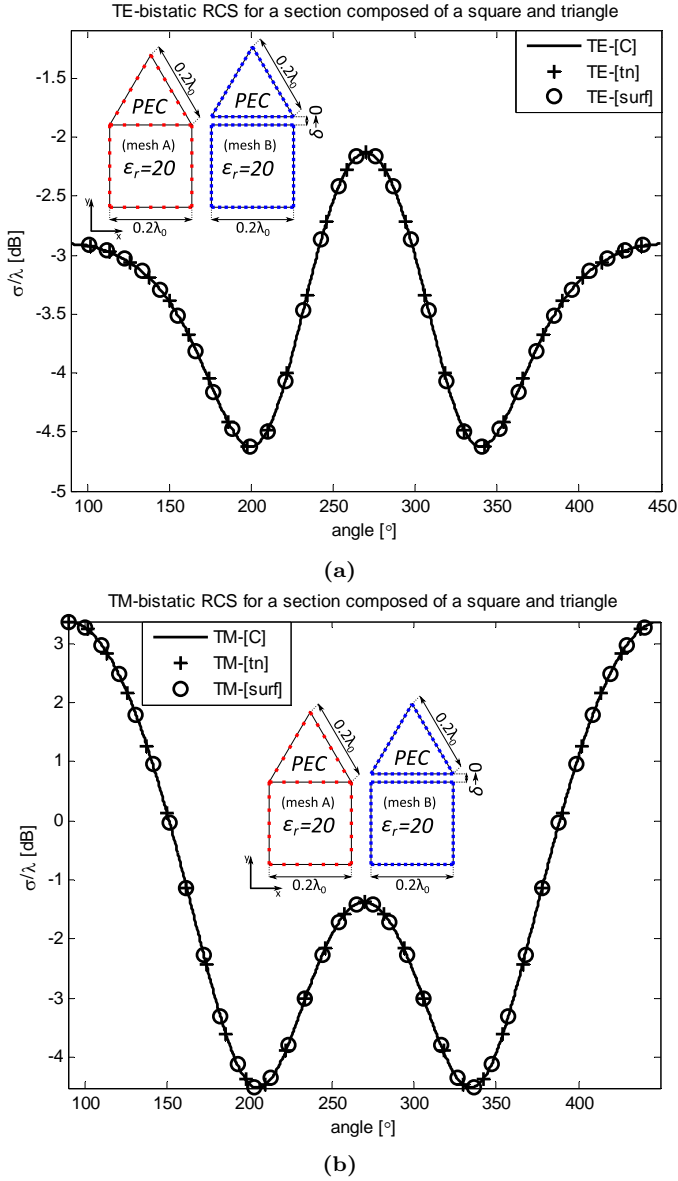 TE-bistatic RCS for a section composed of a square and triangle
TE-[C]
TE-[tn]
TE-[surf]
0.2λ₀
0.2λ₀
PEC
PEC
δ→0
(mesh A)
(mesh B)
εᵣ=20
εᵣ=20
y
x
0.2λ₀
0.2λ₀
-1.5
-2
-2.5
-3
-3.5
-4
-4.5
-5
σ/λ [dB]
100 150 200 250 300 350 400 450
angle [°]
(a)
TM-bistatic RCS for a section composed of a square and triangle
TM-[C]
TM-[tn]
TM-[surf]
0.2λ₀
0.2λ₀
PEC
PEC
δ→0
(mesh A)
(mesh B)
εᵣ=20
εᵣ=20
y
x
0.2λ₀
0.2λ₀
3
2
1
0
-1
-2
-3
-4
σ/λ [dB]
100 150 200 250 300 350 400
angle [°]
(b)